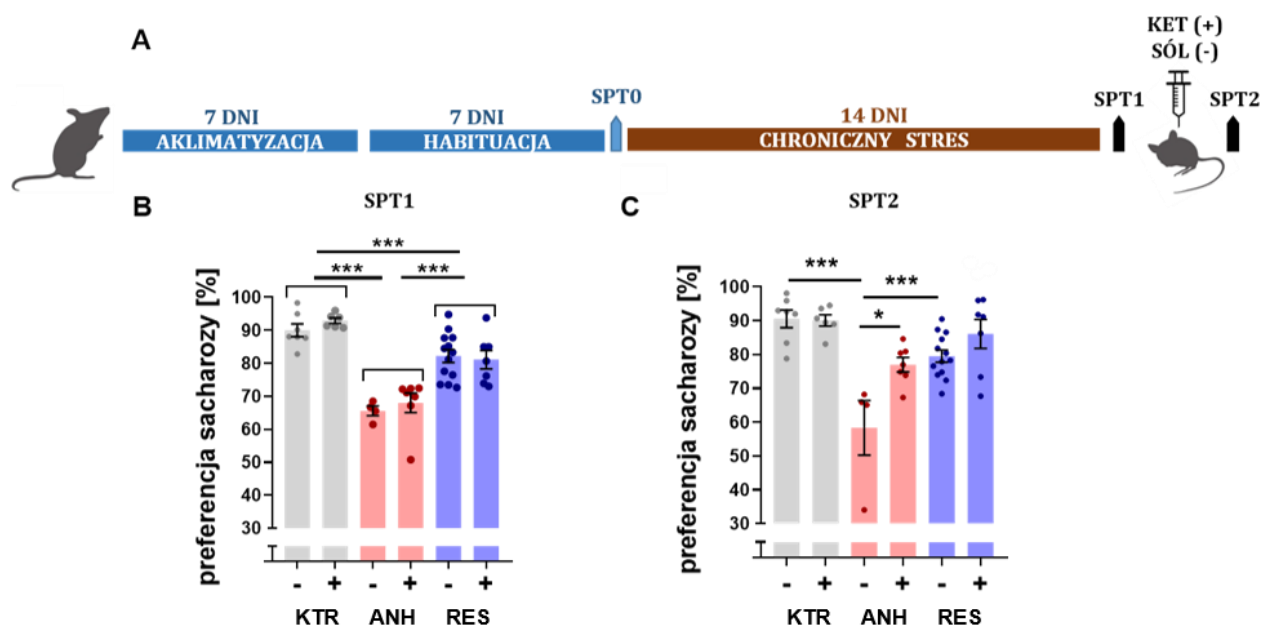 A
KET (+)
SÓL (-)
7 DNI
7 DNI
SPT0
14 DNI
SPT1
SPT2
AKLIMATYZACJA
HABITUACJA
CHRONICZNY STRES
B
SPT1
preferencja sacharozy [%]
***
*** ***
100
90
80
70
60
50
40
30
- + - + - +
KTR ANH RES
C
SPT2
preferencja sacharozy [%]
***
***
*
100
90
80
70
60
50
40
30
- + - + - +
KTR ANH RES